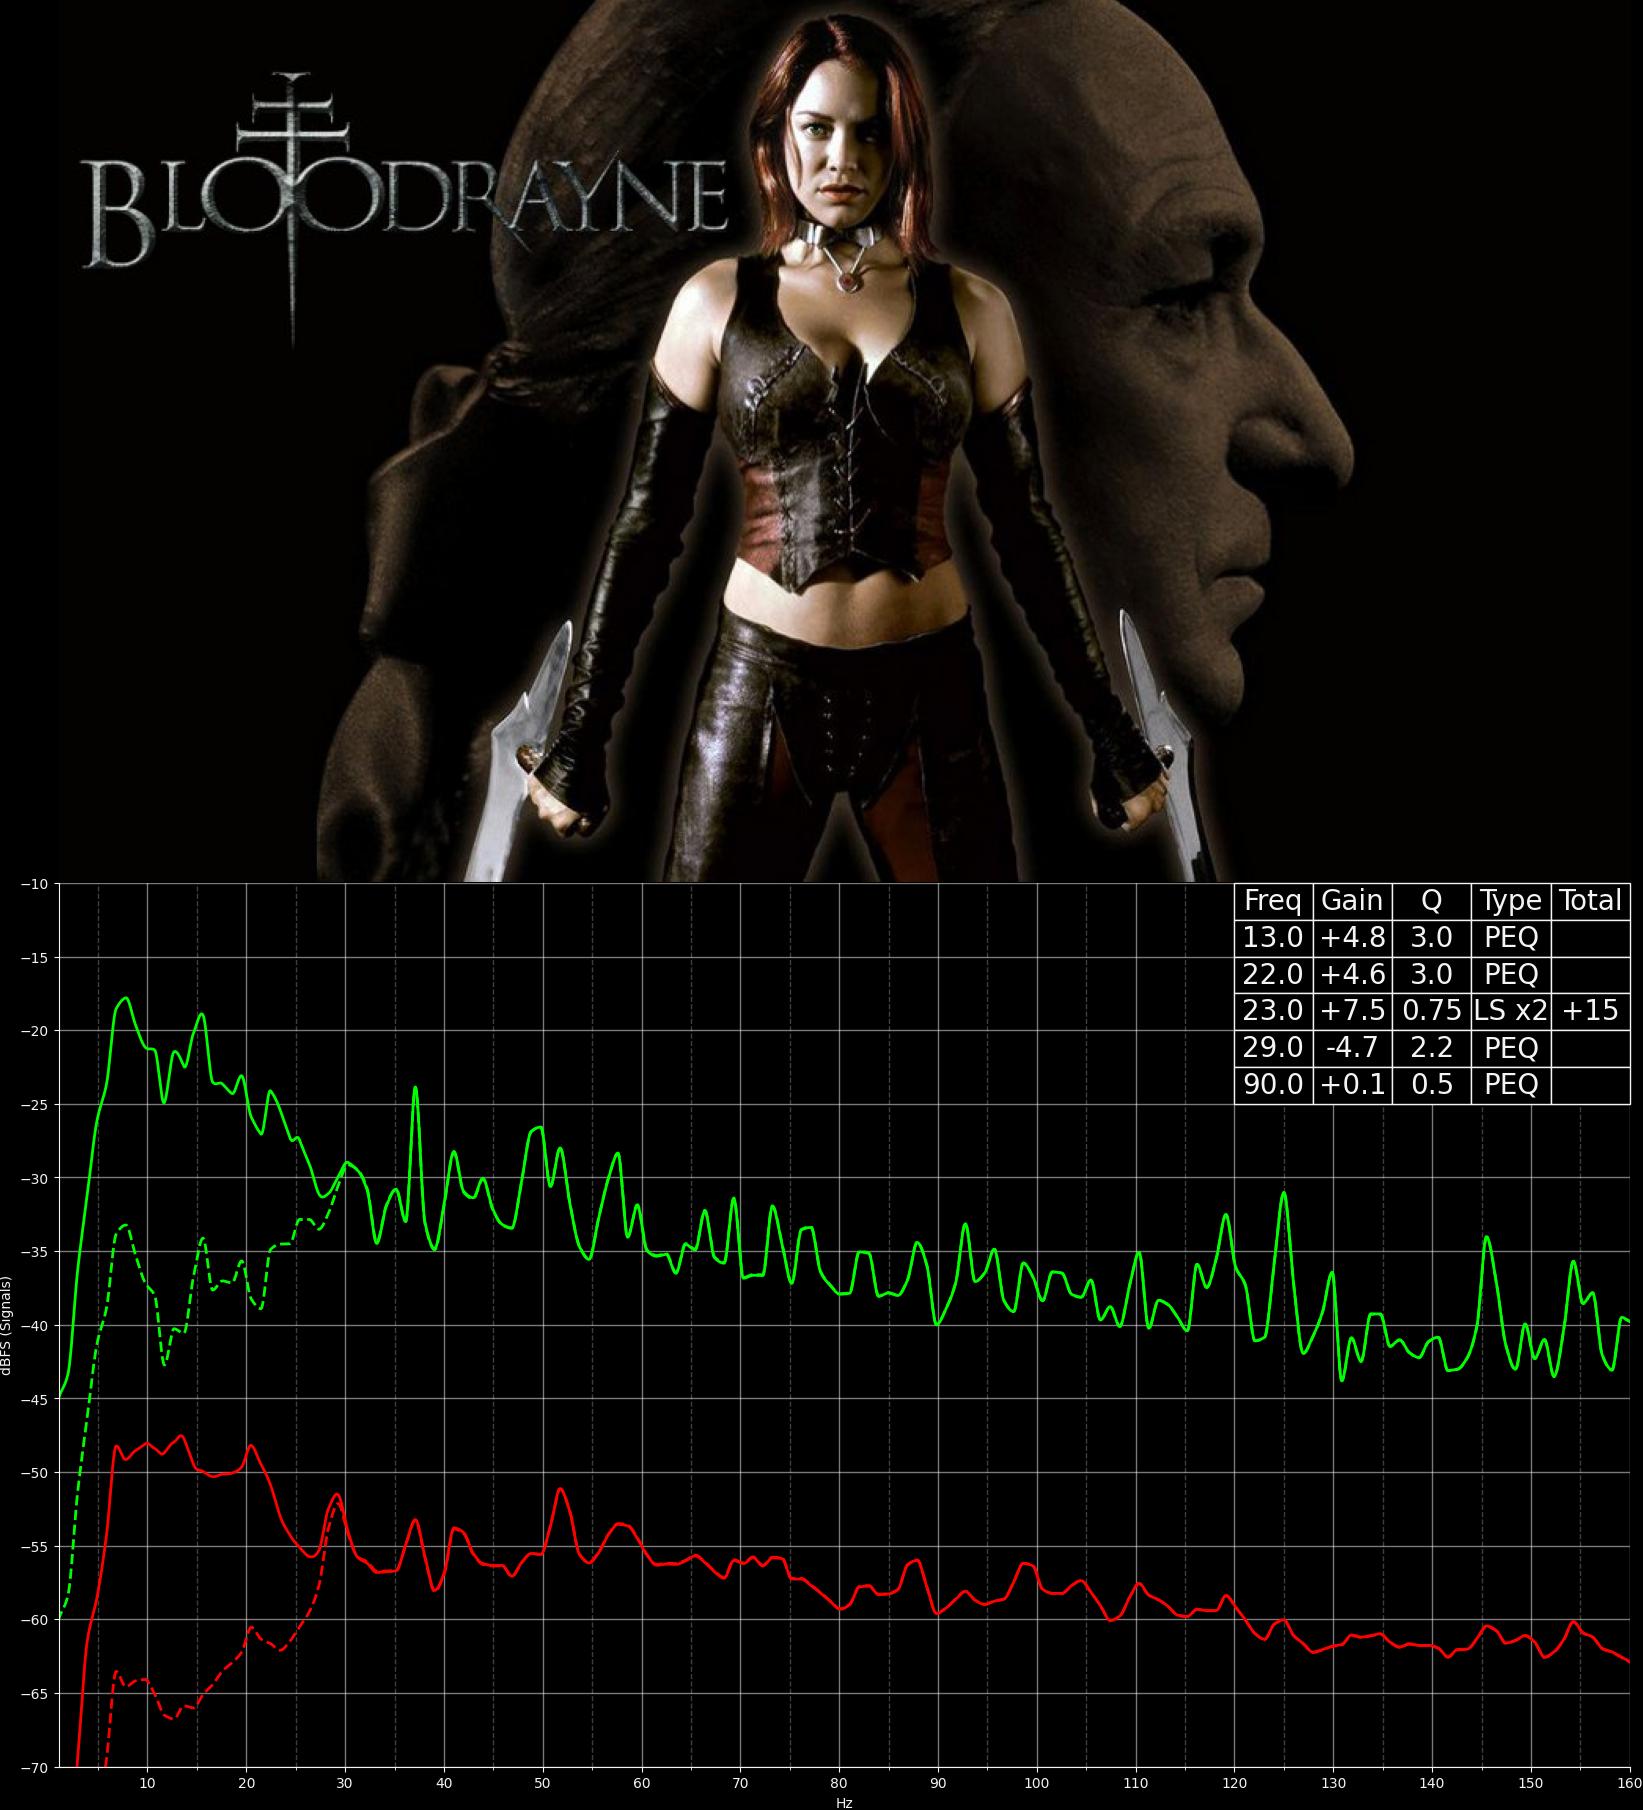 BLOODRAYNE
Freq Gain Q Type Total
13.0 +4.8 3.0 PEQ
22.0 +4.6 3.0 PEQ
23.0 +7.5 0.75 LS x2 +15
29.0 -4.7 2.2 PEQ
90.0 +0.1 0.5 PEQ
−10
−15
−20
−25
−30
−35
−40
−45
−50
−55
−60
−65
−70
dBFS (Signals)
10 20 30 40 50 60 70 80 90 100 110 120 130 140 150 160
Hz